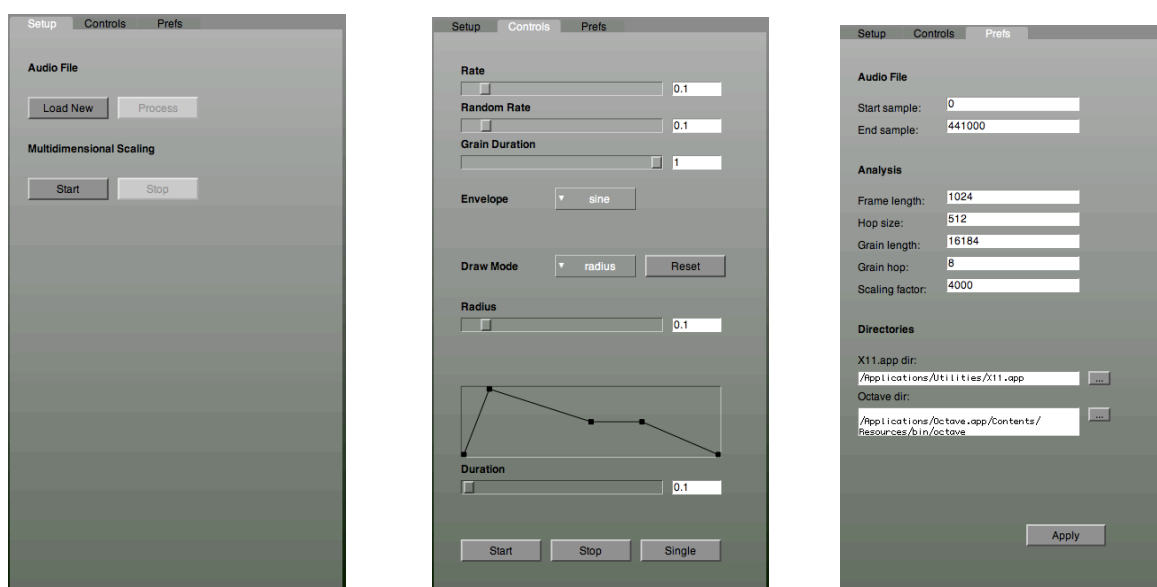 Setup Controls Prefs
Audio File
Load New Process
Multidimensional Scaling
Start Stop
Setup Controls Prefs
Rate
0.1
Random Rate
0.1
Grain Duration
1
Envelope sine
Draw Mode radius Reset
Radius
0.1
Duration
0.1
Start Stop Single
Setup Controls Prefs
Audio File
Start sample: 0
End sample: 441000
Analysis
Frame length: 1024
Hop size: 512
Grain length: 16184
Grain hop: 8
Scaling factor: 4000
Directories
X11.app dir:
/Applications/Utilities/X11.app ...
Octave dir:
/Applications/Octave.app/Contents/ ...
Resources/bin/octave
Apply